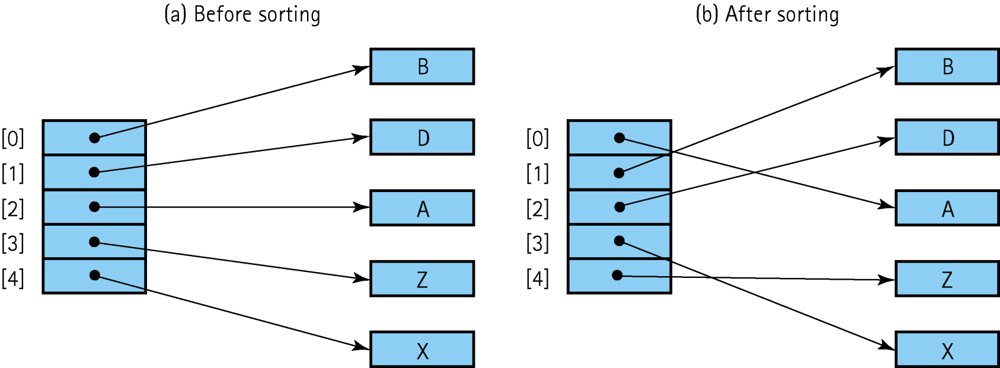 (a) Before sorting
B
[0]
D
[1]
[2]
A
[3]
[4]
Z
X
(b) After sorting
B
[0]
D
[1]
[2]
A
[3]
[4]
Z
X